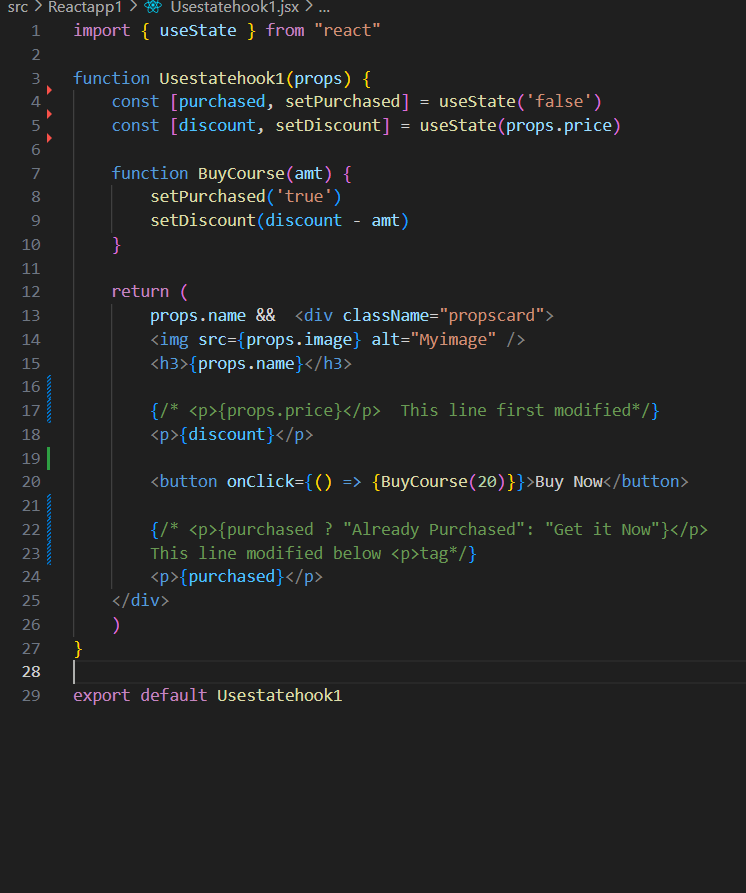 src > Reactapp1 > Usestatehook1.jsx > ...
1 import { useState } from "react"
2
3 function Usestatehook1(props) {
4     const [purchased, setPurchased] = useState('false')
5     const [discount, setDiscount] = useState(props.price)
6
7     function BuyCourse(amt) {
8         setPurchased('true')
9         setDiscount(discount - amt)
10     }
11
12     return (
13         props.name &&  <div className="propscard">
14         <img src={props.image} alt="Myimage" />
15         <h3>{props.name}</h3>
16
17         {/* <p>{props.price}</p>  This line first modified*/}
18         <p>{discount}</p>
19
20         <button onClick={() => {BuyCourse(20)}}>Buy Now</button>
21
22         {/* <p>{purchased ? "Already Purchased": "Get it Now"}</p>
23         This line modified below <p>tag*/}
24         <p>{purchased}</p>
25     </div>
26     )
27 }
28
29 export default Usestatehook1